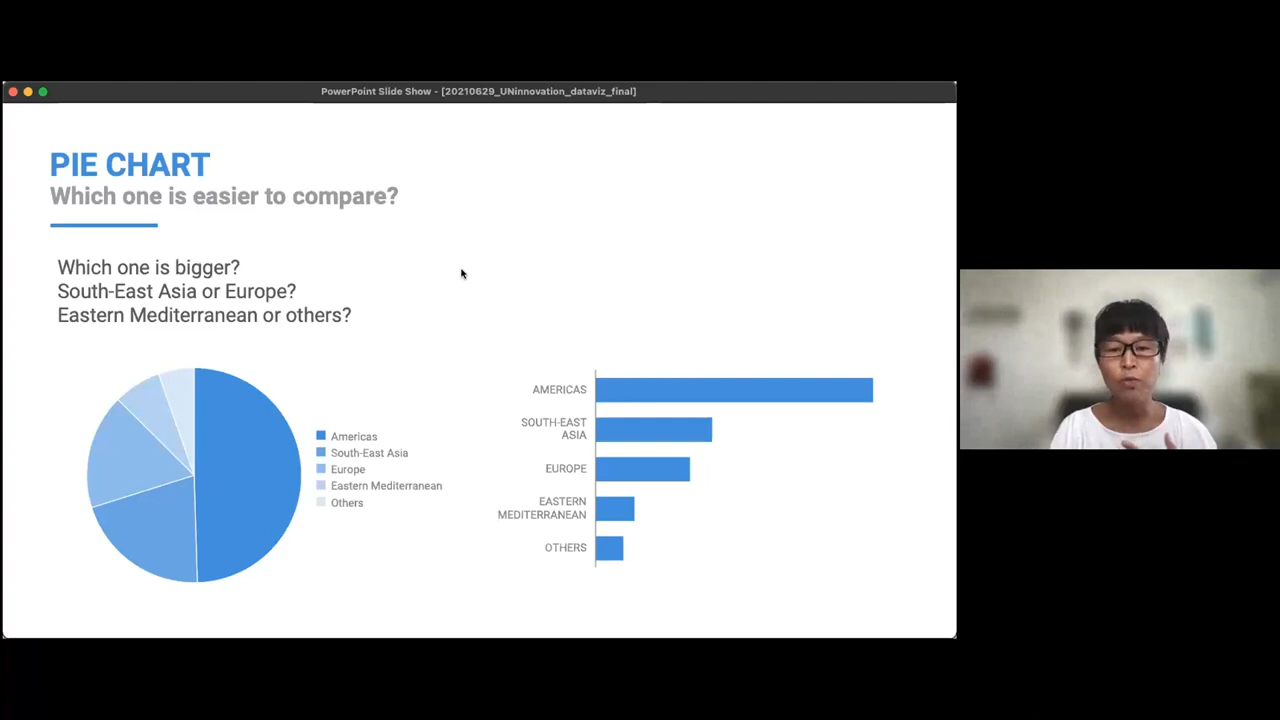 PowerPoint Slide Show - [20210629_UNinnovation_dataviz_final]
PIE CHART
Which one is easier to compare?
Which one is bigger?
South-East Asia or Europe?
Eastern Mediterranean or others?
Americas
South-East Asia
Europe
Eastern Mediterranean
Others
AMERICAS
SOUTH-EAST
ASIA
EUROPE
EASTERN
MEDITERRANEAN
OTHERS